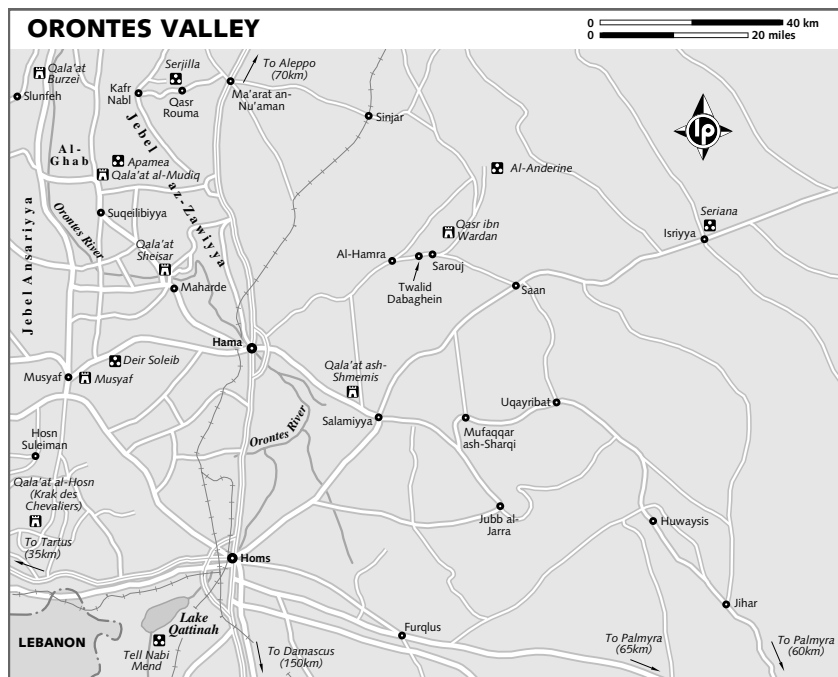 ORONTES VALLEY
0 40 km
0 20 miles
Qala'at
Burzei
Slunfeh
Serjilla
Kafr
Nabl
Qasr
Rouma
To Aleppo
(70km)
Ma'arat an-
Nu'aman
Sinjar
lp
Al-
Ghab
Jebel az-Zawiyya
Apamea
Qala'at al-Mudiq
Al-Anderine
Suqeilibiyya
Orontes
River
Jebel Ansariyya
Qala'at
Sheisar
Maharde
Qasr ibn
Wardan
Al-Hamra
Sarouj
Twalid
Dabaghein
Saan
Seriana
Isriyya
Hama
Deir Soleib
Musyaf
Musyaf
Qala'at ash-
Shmemis
Salamiyya
Uqayribat
Mufaqqar
ash-Sharqi
Orontes River
Hosn
Suleiman
Qala'at al-Hosn
(Krak des
Chevaliers)
To Tartus
(35km)
Jubb al-
Jarra
Huwaysis
Homs
Jihar
LEBANON
Lake
Qattinah
Tell Nabi
Mend
To Damascus
(150km)
Furqlus
To Palmyra
(65km)
To Palmyra
(60km)